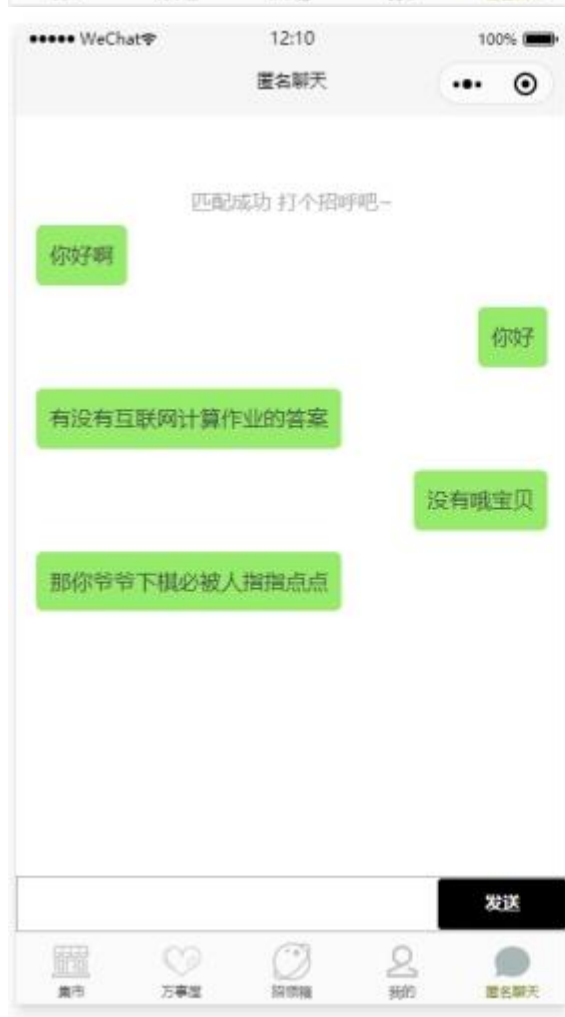 WeChat 12:10 100%
匿名聊天
匹配成功 打个招呼吧~
你好啊
你好
有没有互联网计算作业的答案
没有哦宝贝
那你爷爷下棋必被人指指点点
发送
集市 万事屋 招领箱 我的 匿名聊天